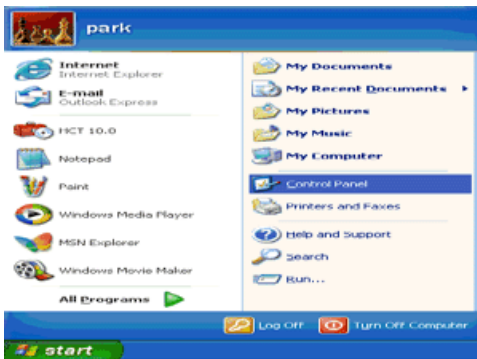 park
Internet
Internet Explorer
E-mail
Outlook Express
HCT 10.0
Notepad
Paint
Windows Media Player
MSN Explorer
Windows Movie Maker
All Programs
My Documents
My Recent Documents
My Pictures
My Music
My Computer
Control Panel
Printers and Faxes
Help and Support
Search
Run...
Log Off
Turn Off Computer
start